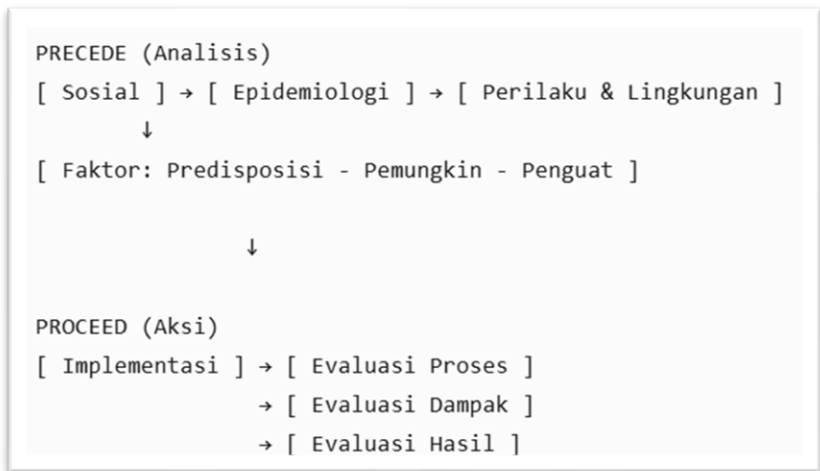 PRECEDE (Analisis)
[ Sosial ] → [ Epidemiologi ] → [ Perilaku & Lingkungan ]
↓
[ Faktor: Predisposisi - Pemungkin - Penguat ]
↓
PROCEED (Aksi)
[ Implementasi ] → [ Evaluasi Proses ]
→ [ Evaluasi Dampak ]
→ [ Evaluasi Hasil ]